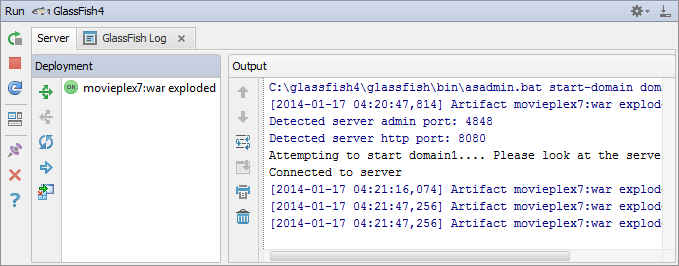 Run GlassFish4
Server
GlassFish Log
Deployment
OK movieplex7:war exploded
Output
C:\glassfish4\glassfish\bin\asadmin.bat start-domain dom
[2014-01-17 04:20:47,814] Artifact movieplex7:war explode
Detected server admin port: 4848
Detected server http port: 8080
Attempting to start domain1.... Please look at the serve
Connected to server
[2014-01-17 04:21:16,074] Artifact movieplex7:war explode
[2014-01-17 04:21:47,256] Artifact movieplex7:war explode
[2014-01-17 04:21:47,256] Artifact movieplex7:war explode